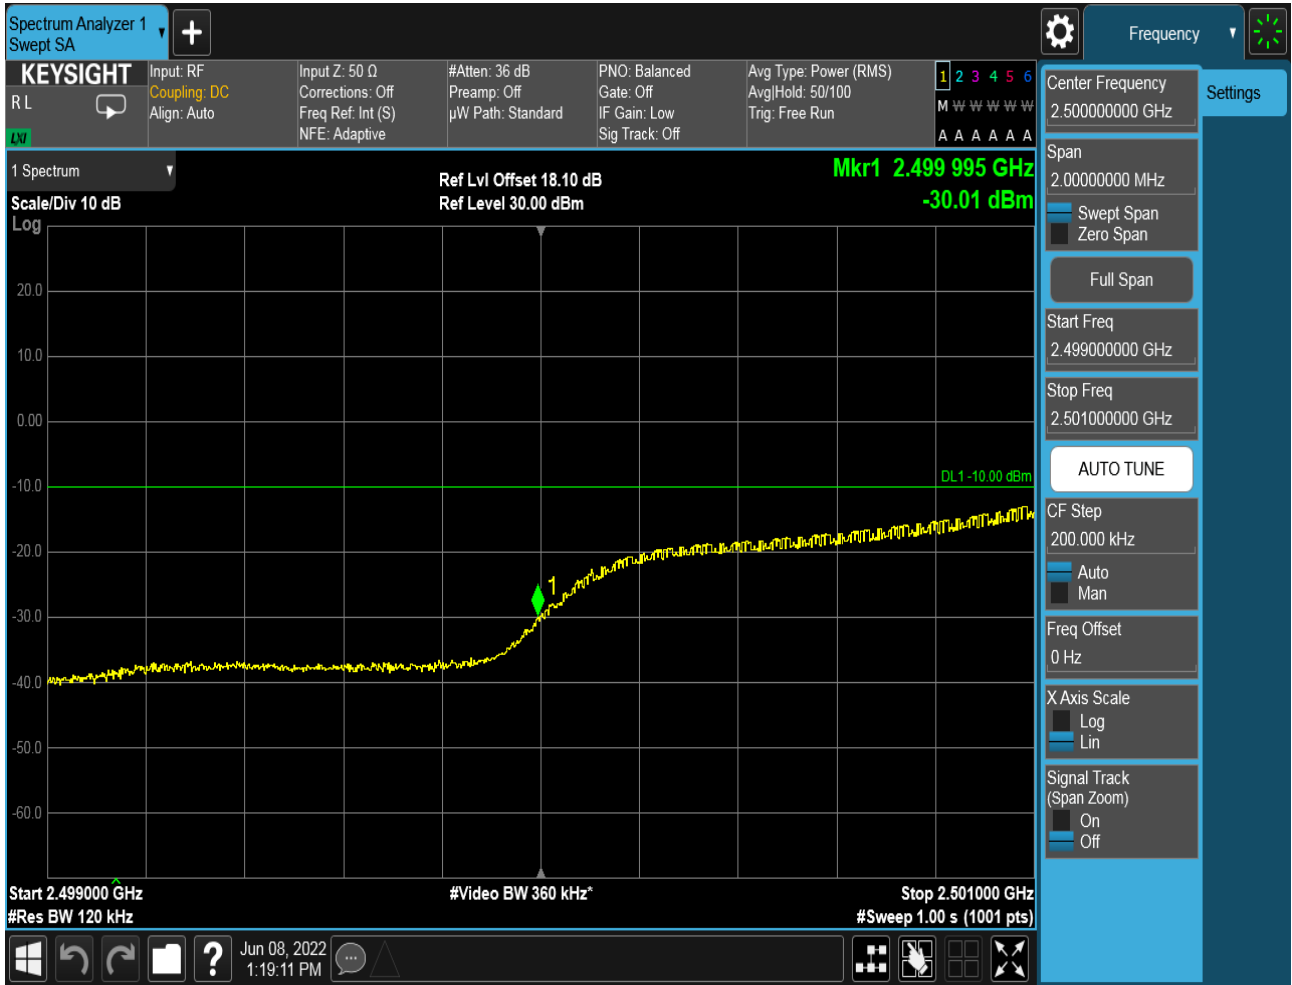 Spectrum Analyzer 1
Swept SA
Frequency
KEYSIGHT
R L
LXI
Input: RF
Coupling: DC
Align: Auto
Input Z: 50 Ω
Corrections: Off
Freq Ref: Int (S)
NFE: Adaptive
#Atten: 36 dB
Preamp: Off
µW Path: Standard
PNO: Balanced
Gate: Off
IF Gain: Low
Sig Track: Off
Avg Type: Power (RMS)
Avg|Hold: 50/100
Trig: Free Run
1 2 3 4 5 6
M W W W W W
A A A A A A
1 Spectrum
Scale/Div 10 dB
Log
Ref Lvl Offset 18.10 dB
Ref Level 30.00 dBm
Mkr1 2.499 995 GHz
-30.01 dBm
20.0
10.0
0.00
-10.0
DL1 -10.00 dBm
-20.0
1
-30.0
-40.0
-50.0
-60.0
Start 2.499000 GHz
#Video BW 360 kHz*
Stop 2.501000 GHz
#Res BW 120 kHz
#Sweep 1.00 s (1001 pts)
Center Frequency
2.500000000 GHz
Settings
Span
2.00000000 MHz
Swept Span
Zero Span
Full Span
Start Freq
2.499000000 GHz
Stop Freq
2.501000000 GHz
AUTO TUNE
CF Step
200.000 kHz
Auto
Man
Freq Offset
0 Hz
X Axis Scale
Log
Lin
Signal Track
(Span Zoom)
On
Off
?
Jun 08, 2022
1:19:11 PM